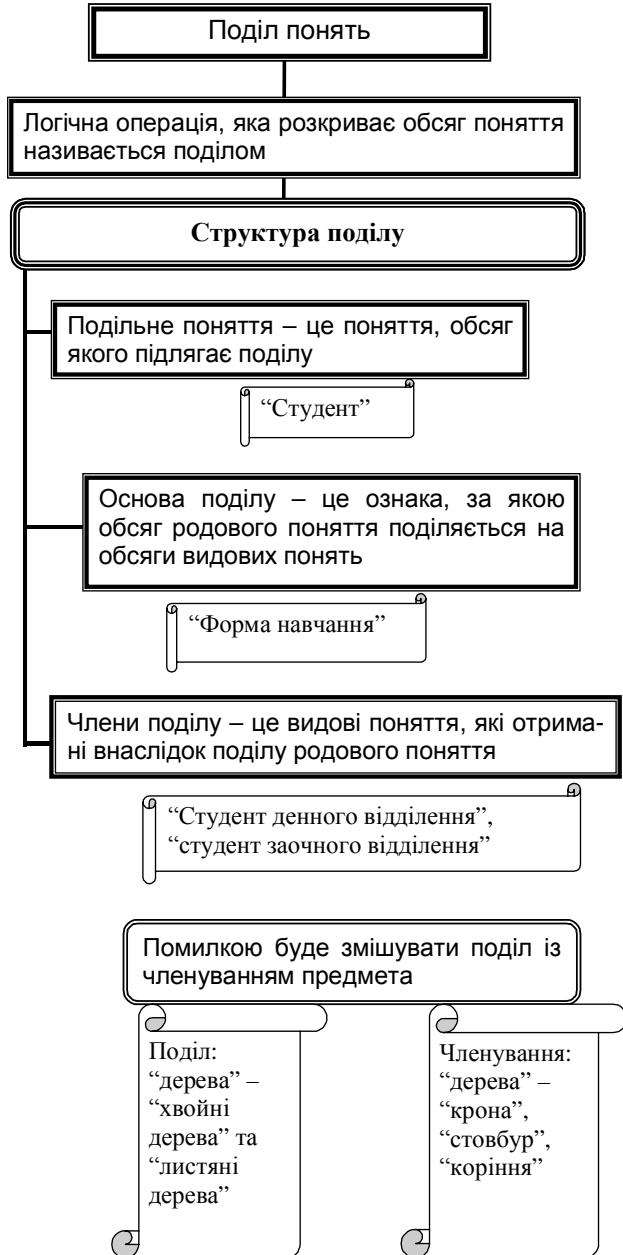 Поділ понять
Логічна операція, яка розкриває обсяг поняття
називається поділом
Структура поділу
Подільне поняття – це поняття, обсяг
якого підлягає поділу
“Студент”
Основа поділу – це ознака, за якою
обсяг родового поняття поділяється на
обсяги видових понять
“Форма навчання”
Члени поділу – це видові поняття, які отрима-
ні внаслідок поділу родового поняття
“Студент денного відділення”,
“студент заочного відділення”
Помилкою буде змішувати поділ із
членуванням предмета
Поділ:
“дерева” –
“хвойні
дерева” та
“листяні
дерева”
Членування:
“дерева” –
“крона”,
“стовбур”,
“коріння”